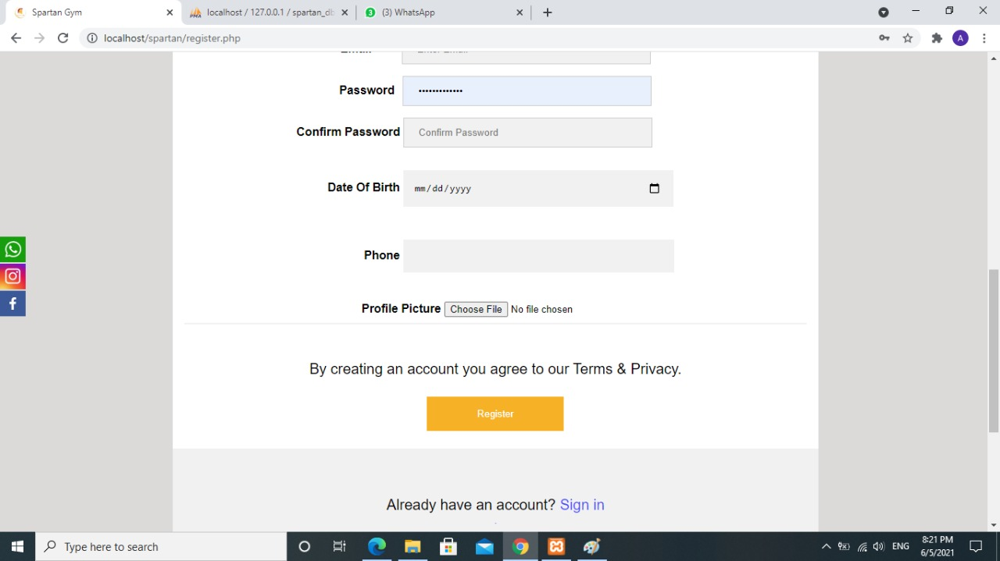 Spartan Gym
localhost / 127.0.0.1 / spartan_db
3 (3) WhatsApp
localhost/spartan/register.php
A
Password •••••••••••••
Confirm Password Confirm Password
Date Of Birth mm/dd/yyyy
Phone
Profile Picture Choose File No file chosen
By creating an account you agree to our Terms & Privacy.
Register
Already have an account? Sign in
Type here to search
ENG
8:21 PM
6/5/2021